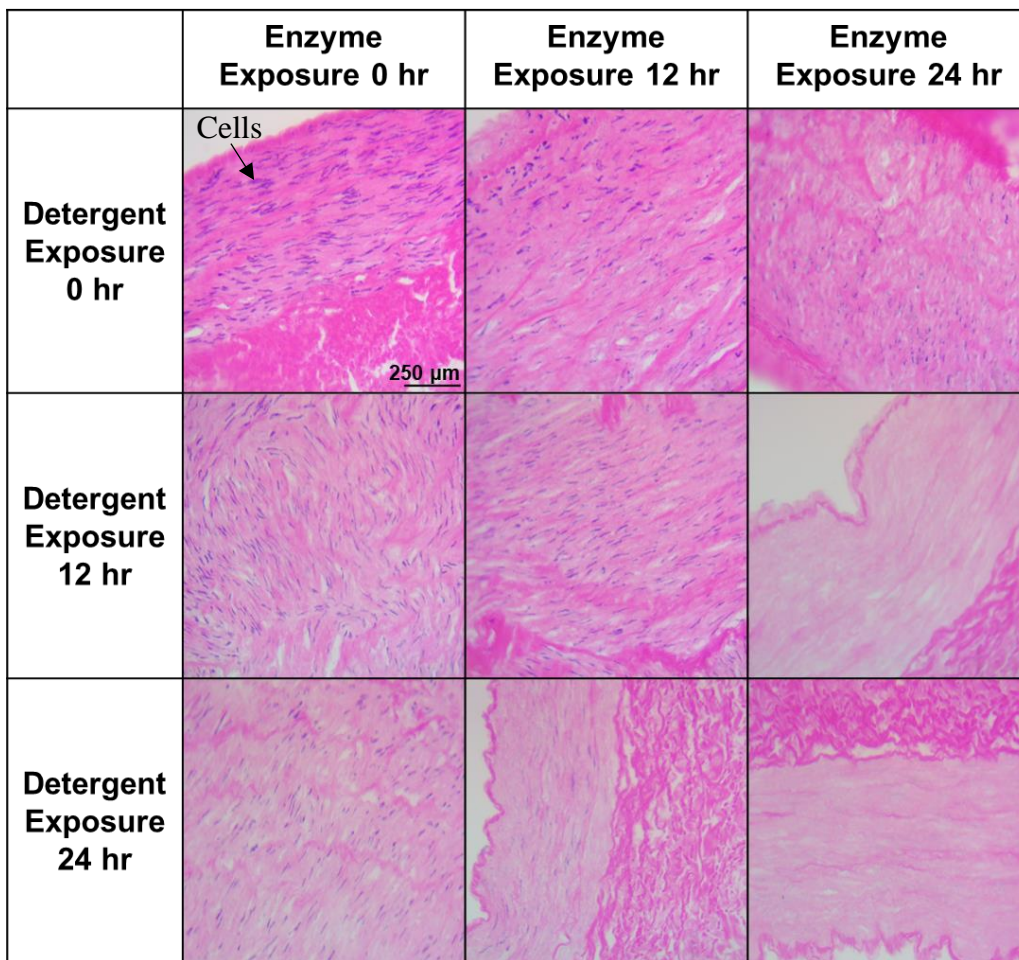 Enzyme
Exposure 0 hr
Enzyme
Exposure 12 hr
Enzyme
Exposure 24 hr
Detergent
Exposure
0 hr
Cells
250 µm
Detergent
Exposure
12 hr
Detergent
Exposure
24 hr